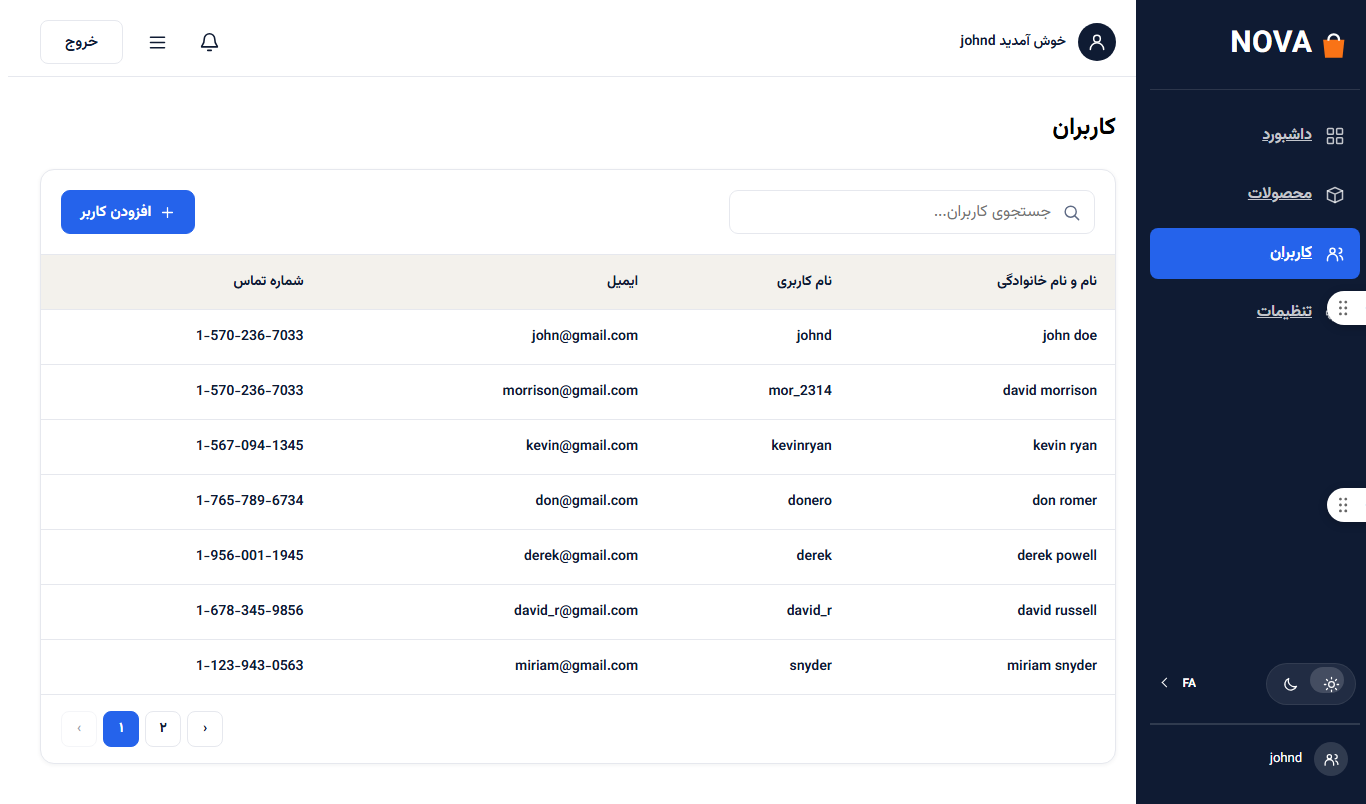 NOVA
داشبورد
محصولات
کاربران
تنظیمات
FA
johnd
خوش آمدید johnd
خروج
کاربران
جستجوی کاربران...
افزودن کاربر
نام و نام خانوادگی نام کاربری ایمیل شماره تماس
john doe johnd john@gmail.com 1-570-236-7033
david morrison mor_2314 morrison@gmail.com 1-570-236-7033
kevin ryan kevinryan kevin@gmail.com 1-567-094-1345
don romer donero don@gmail.com 1-765-789-6734
derek powell derek derek@gmail.com 1-956-001-1945
david russell david_r david_r@gmail.com 1-678-345-9856
miriam snyder snyder miriam@gmail.com 1-123-943-0563
‹ ۱ ۲ ›